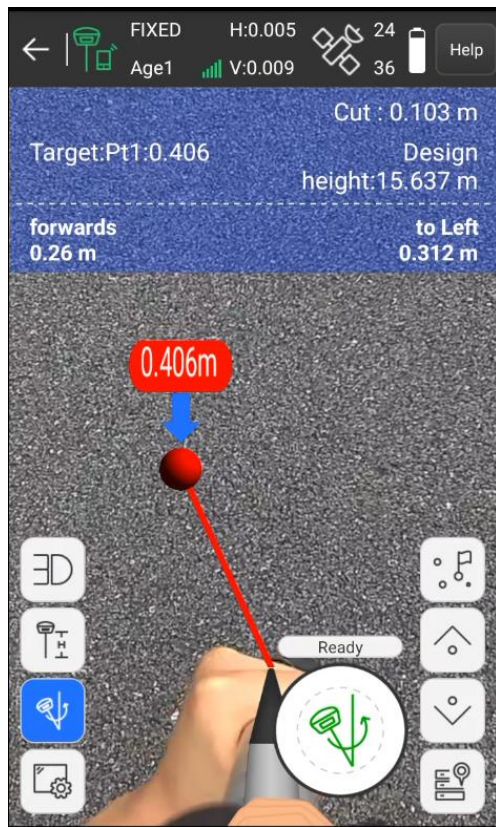 FIXED H:0.005 24
Age1 V:0.009 36
Help
Cut : 0.103 m
Target:Pt1:0.406 Design
height:15.637 m
forwards to Left
0.26 m 0.312 m
0.406m
Ready
3D
H